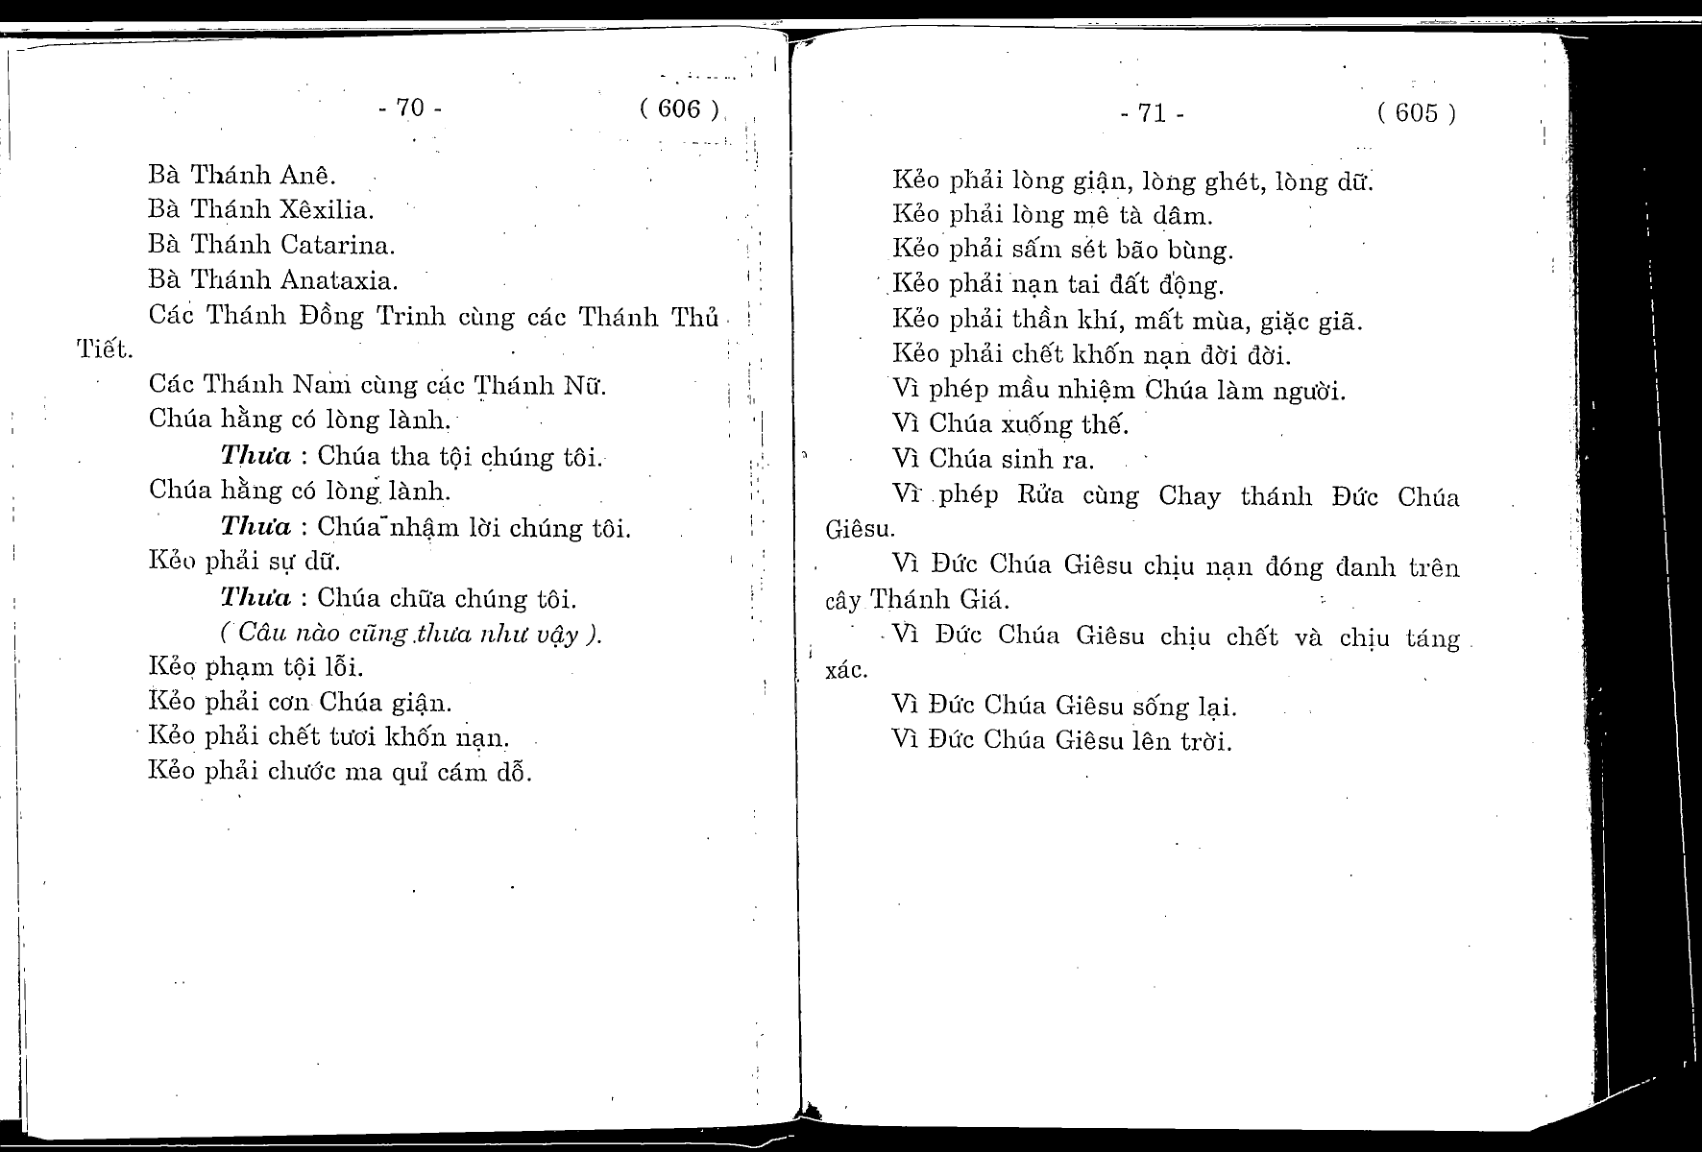 - 70 - ( 606 )
Bà Thánh Anê.
Bà Thánh Xêxilia.
Bà Thánh Catarina.
Bà Thánh Anataxia.
Các Thánh Đồng Trinh cùng các Thánh Thủ
Tiết.
Các Thánh Nam cùng các Thánh Nữ.
Chúa hằng có lòng lành.
Thưa : Chúa tha tội chúng tôi.
Chúa hằng có lòng lành.
Thưa : Chúa nhậm lời chúng tôi.
Kẻo phải sự dữ.
Thưa : Chúa chữa chúng tôi.
( Câu nào cũng thưa như vậy ).
Kẻo phạm tội lỗi.
Kẻo phải cơn Chúa giận.
Kẻo phải chết tươi khốn nạn.
Kẻo phải chước ma quỉ cám dỗ.
- 71 - ( 605 )
Kẻo phải lòng giận, lòng ghét, lòng dữ.
Kẻo phải lòng mê tà dâm.
Kẻo phải sấm sét bão bùng.
Kẻo phải nạn tai đất động.
Kẻo phải thần khí, mất mùa, giặc giã.
Kẻo phải chết khốn nạn đời đời.
Vì phép mầu nhiệm Chúa làm người.
Vì Chúa xuống thế.
Vì Chúa sinh ra.
Vì phép Rửa cùng Chay thánh Đức Chúa
Giêsu.
Vì Đức Chúa Giêsu chịu nạn đóng đanh trên
cây Thánh Giá.
Vì Đức Chúa Giêsu chịu chết và chịu táng
xác.
Vì Đức Chúa Giêsu sống lại.
Vì Đức Chúa Giêsu lên trời.